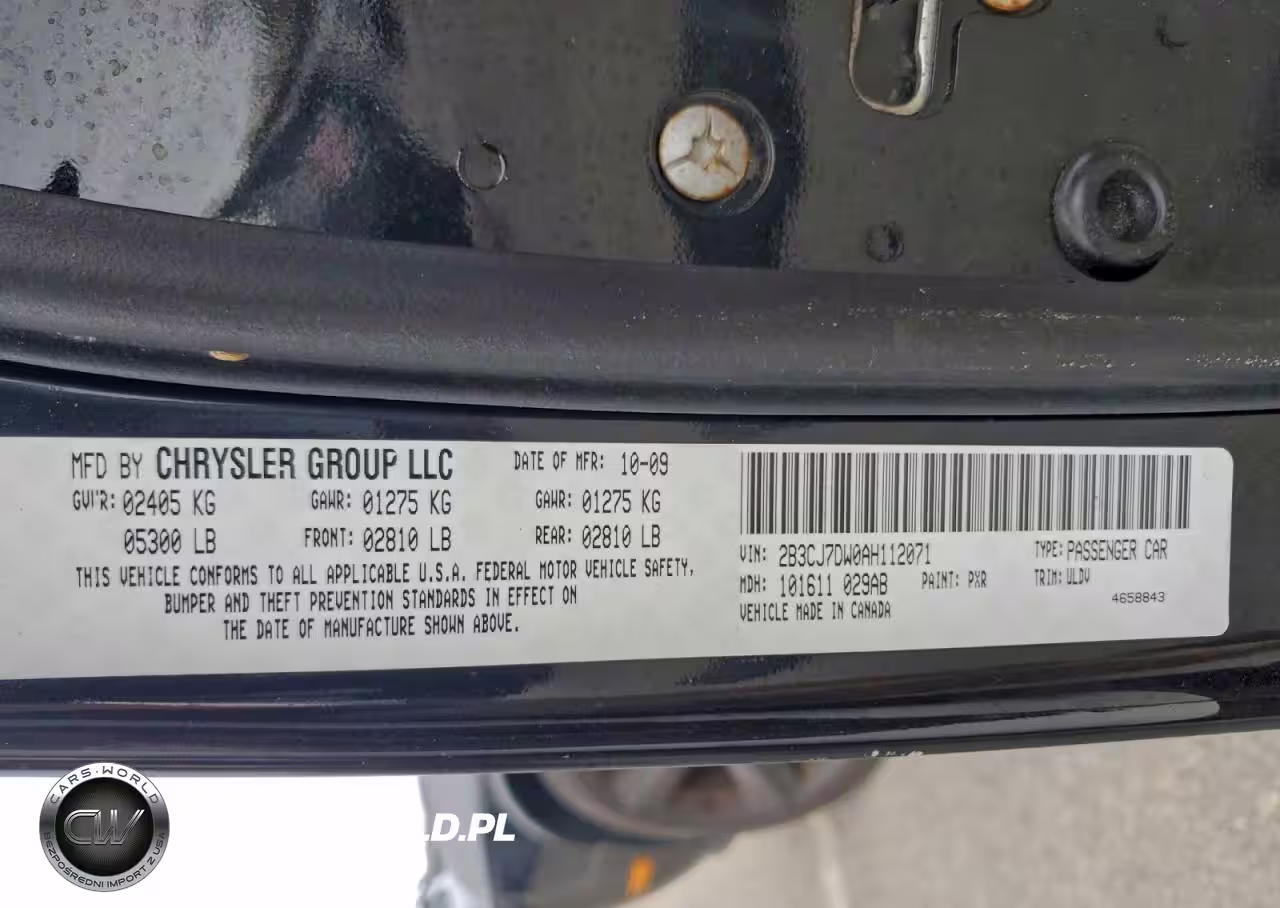 MFD BY CHRYSLER GROUP LLC DATE OF MFR: 10-09
GVWR: 02405 KG GAWR: 01275 KG GAWR: 01275 KG
05300 LB FRONT: 02810 LB REAR: 02810 LB
THIS VEHICLE CONFORMS TO ALL APPLICABLE U.S.A. FEDERAL MOTOR VEHICLE SAFETY,
BUMPER AND THEFT PREVENTION STANDARDS IN EFFECT ON
THE DATE OF MANUFACTURE SHOWN ABOVE.
VIN: 2B3CJ7DW0AH112071 TYPE: PASSENGER CAR
MDH: 101611 029AB PAINT: PXR TRIM: ULDV
VEHICLE MADE IN CANADA 4658843
CARS-WORLD
CW
BEZPOŚREDNI IMPORT Z USA
LD.PL